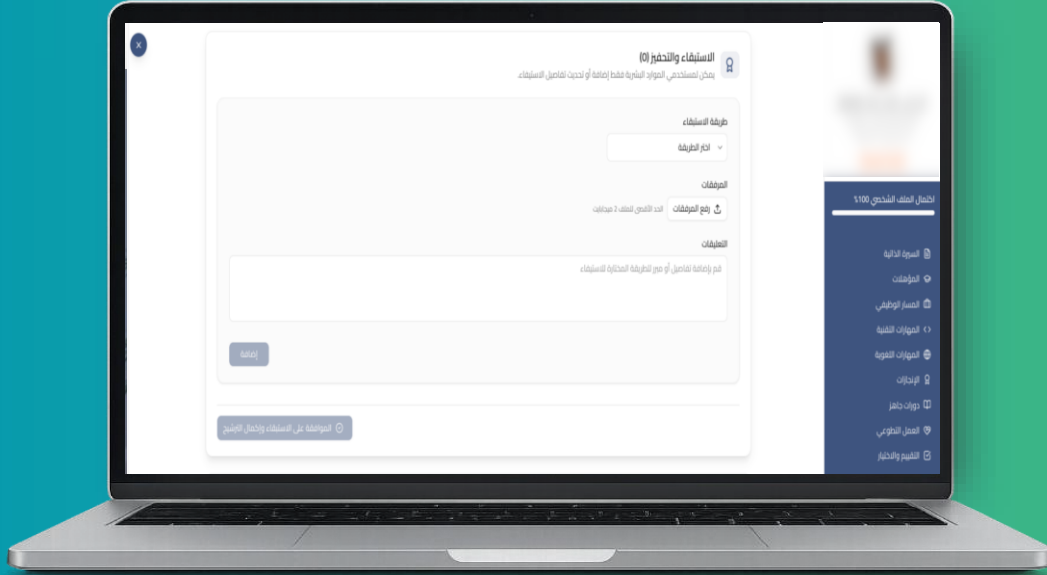 X
الاستبقاء والتحفيز (0)
يمكن لمستخدمي الموارد البشرية فقط إضافة أو تحديث تفاصيل الاستبقاء.
طريقة الاستبقاء
اختر الطريقة
المرفقات
رفع المرفقات
الحد الأقصى للملف 2 ميجابايت
التعليقات
قم بإضافة تفاصيل أو مبرر للطريقة المختارة للاستبقاء
إضافة
الموافقة على الاستبقاء وإكمال الترشيح
اكتمال الملف الشخصي 100%
السيرة الذاتية
المؤهلات
المسار الوظيفي
المهارات التقنية
المهارات اللغوية
الإنجازات
دورات جاهز
العمل التطوعي
التقييم والاختبار